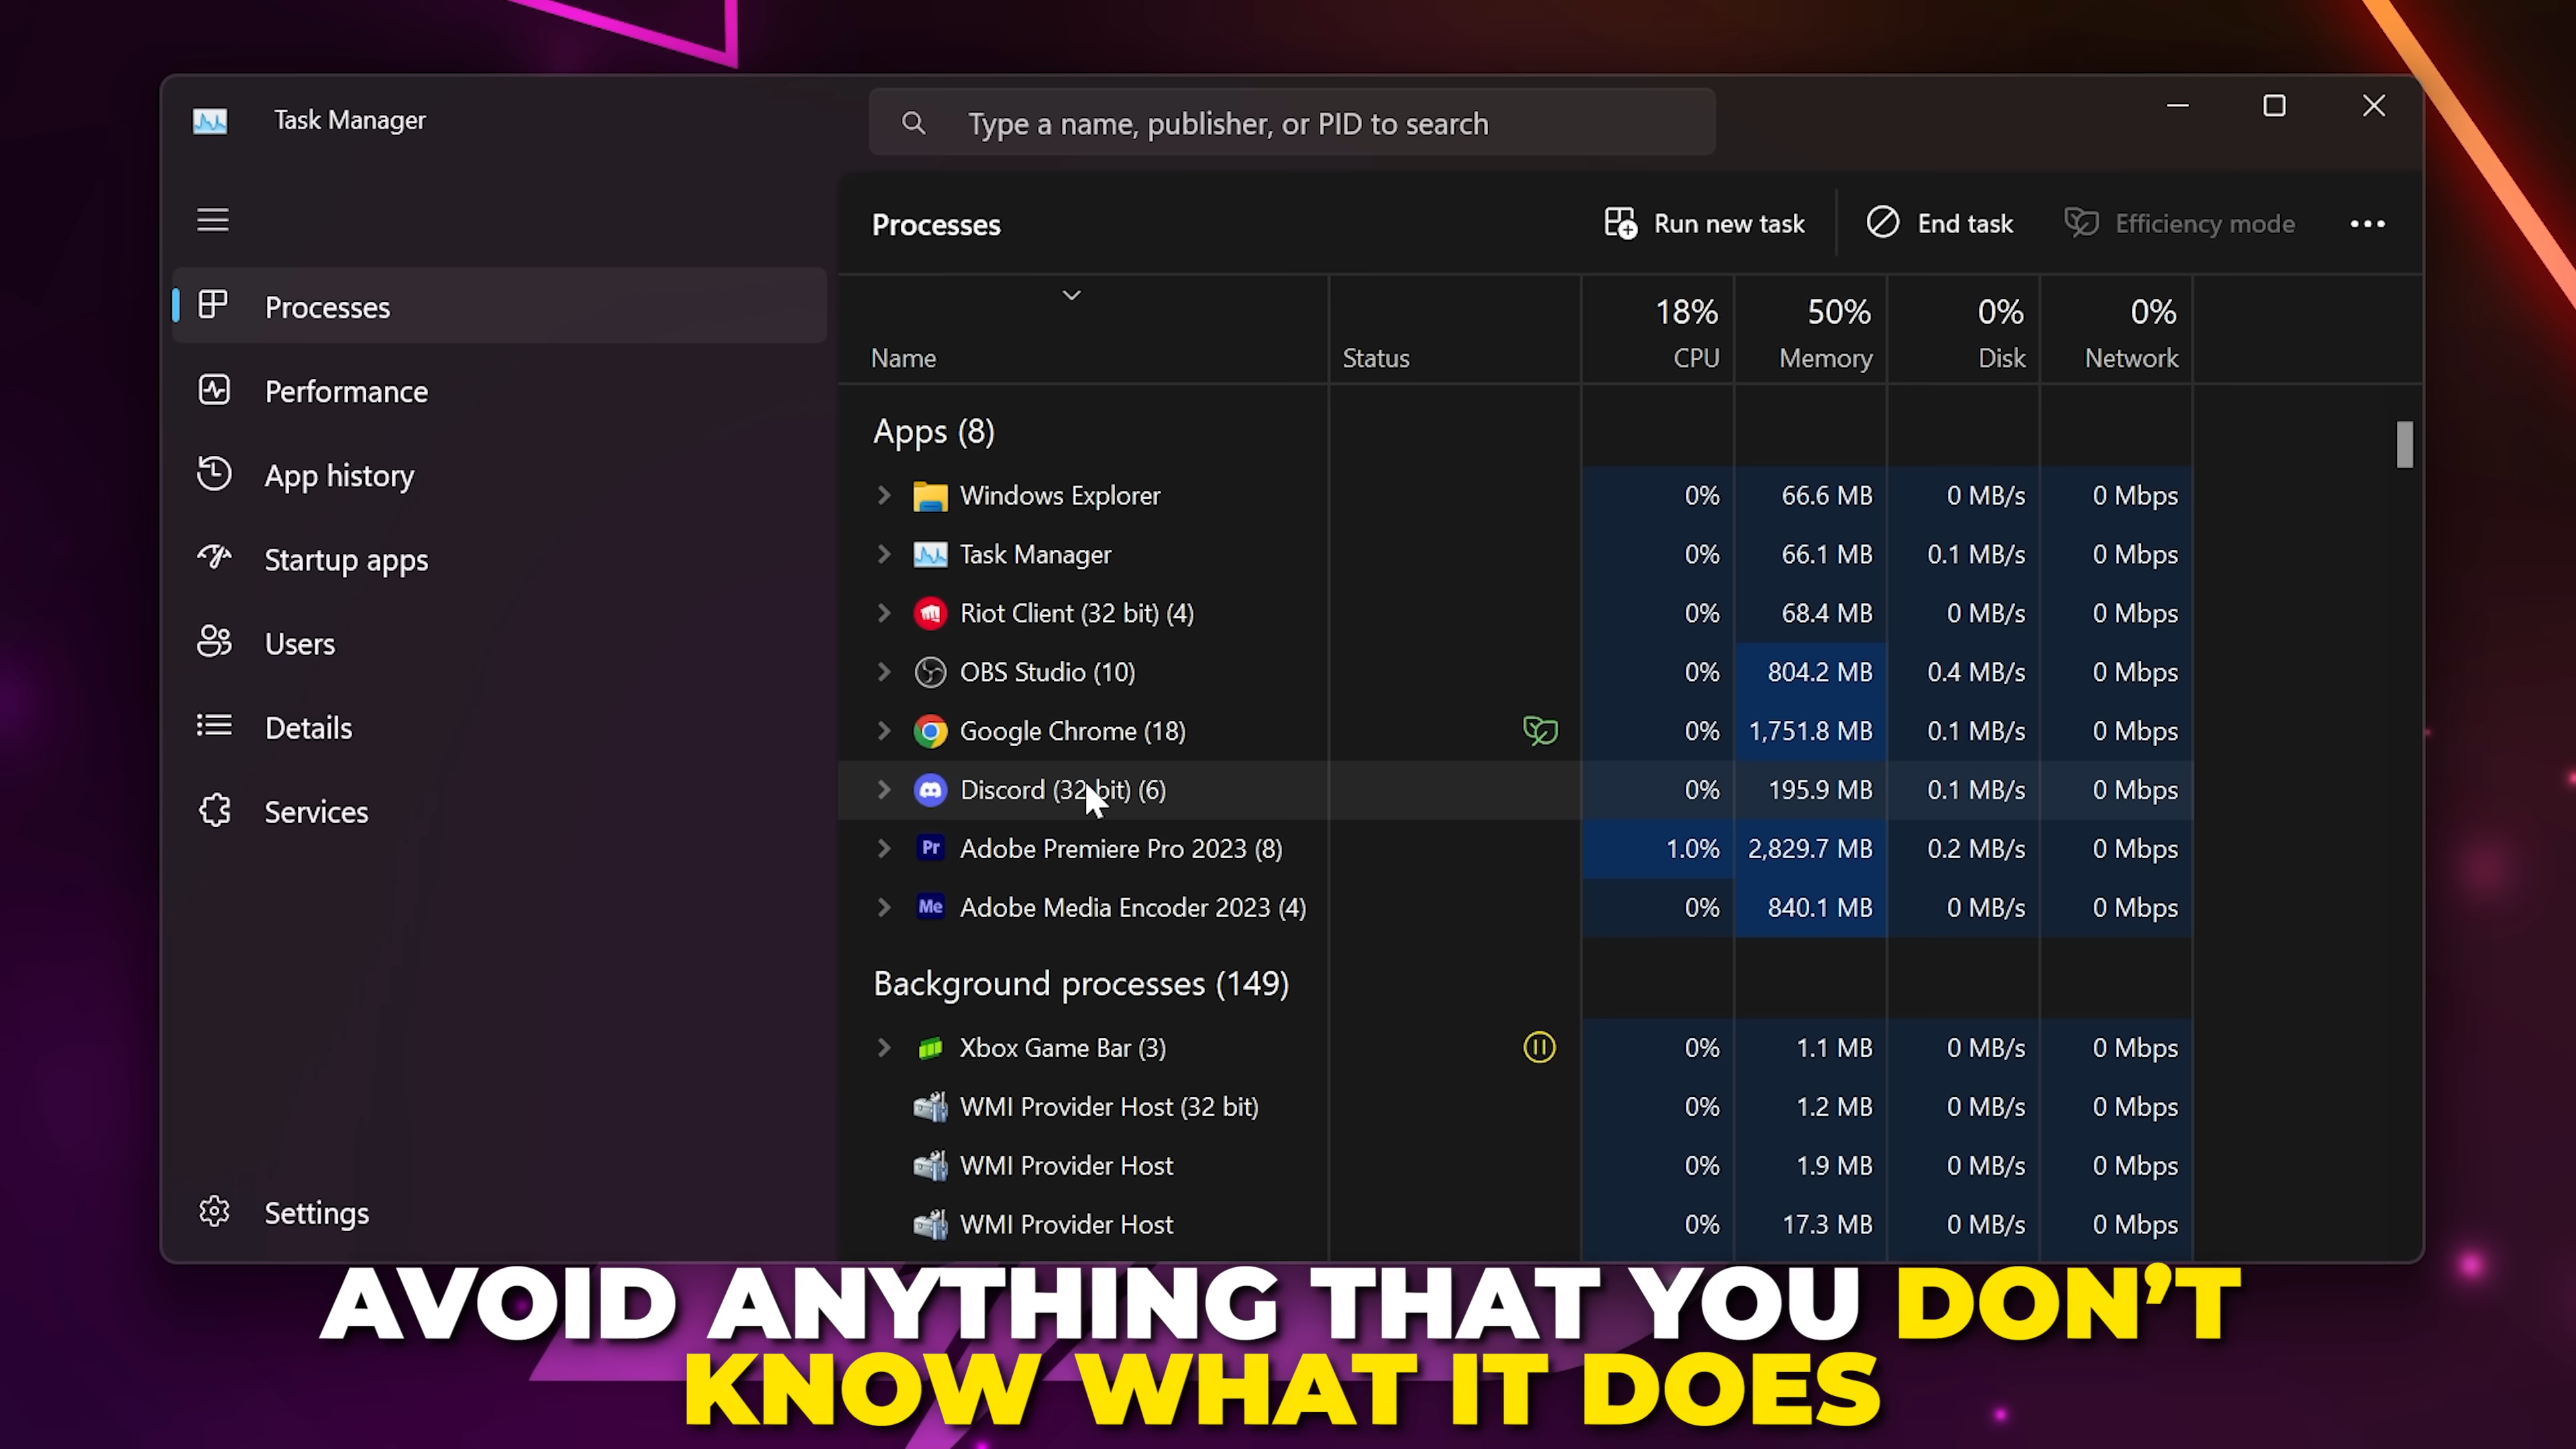 Task Manager
Type a name, publisher, or PID to search
Processes
Run new task
End task
Efficiency mode
Processes
Performance
App history
Startup apps
Users
Details
Services
Settings
18% 50% 0% 0%
Name Status CPU Memory Disk Network
Apps (8)
Windows Explorer 0% 66.6 MB 0 MB/s 0 Mbps
Task Manager 0% 66.1 MB 0.1 MB/s 0 Mbps
Riot Client (32 bit) (4) 0% 68.4 MB 0 MB/s 0 Mbps
OBS Studio (10) 0% 804.2 MB 0.4 MB/s 0 Mbps
Google Chrome (18) 0% 1,751.8 MB 0.1 MB/s 0 Mbps
Discord (32 bit) (6) 0% 195.9 MB 0.1 MB/s 0 Mbps
Pr Adobe Premiere Pro 2023 (8) 1.0% 2,829.7 MB 0.2 MB/s 0 Mbps
Me Adobe Media Encoder 2023 (4) 0% 840.1 MB 0 MB/s 0 Mbps
Background processes (149)
Xbox Game Bar (3) 0% 1.1 MB 0 MB/s 0 Mbps
WMI Provider Host (32 bit) 0% 1.2 MB 0 MB/s 0 Mbps
WMI Provider Host 0% 1.9 MB 0 MB/s 0 Mbps
WMI Provider Host 0% 17.3 MB 0 MB/s 0 Mbps
AVOID ANYTHING THAT YOU DON'T
KNOW WHAT IT DOES